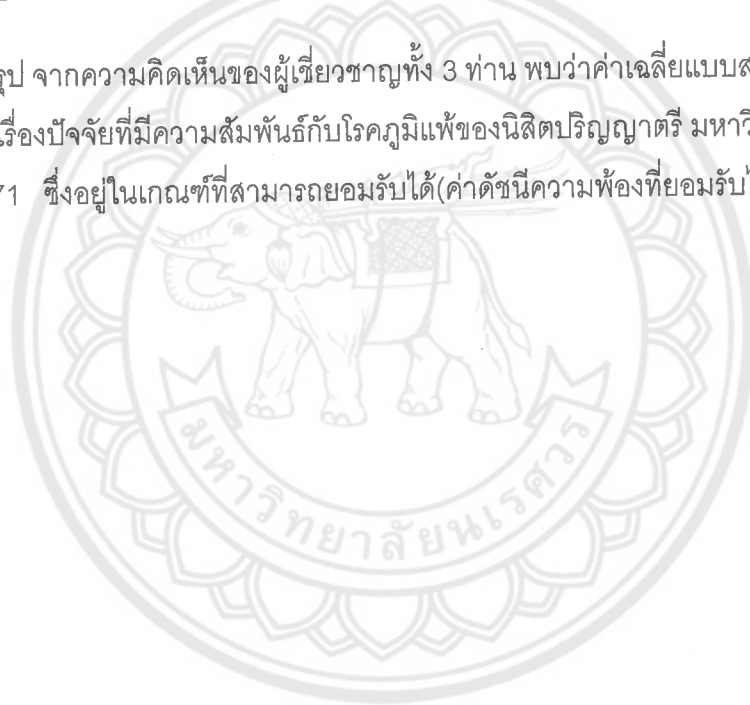 รุป จากความคิดเห็นของผู้เชี่ยวชาญทั้ง 3 ท่าน พบว่าค่าเฉลี่ยแบบส
เรื่องปัจจัยที่มีความสัมพันธ์กับโรคภูมิแพ้ของนิสิตปริญญาตรี มหาวิ
71 ซึ่งอยู่ในเกณฑ์ที่สามารถยอมรับได้(ค่าดัชนีความพ้องที่ยอมรับไ
มหาวิทยาลัยนเรศวร